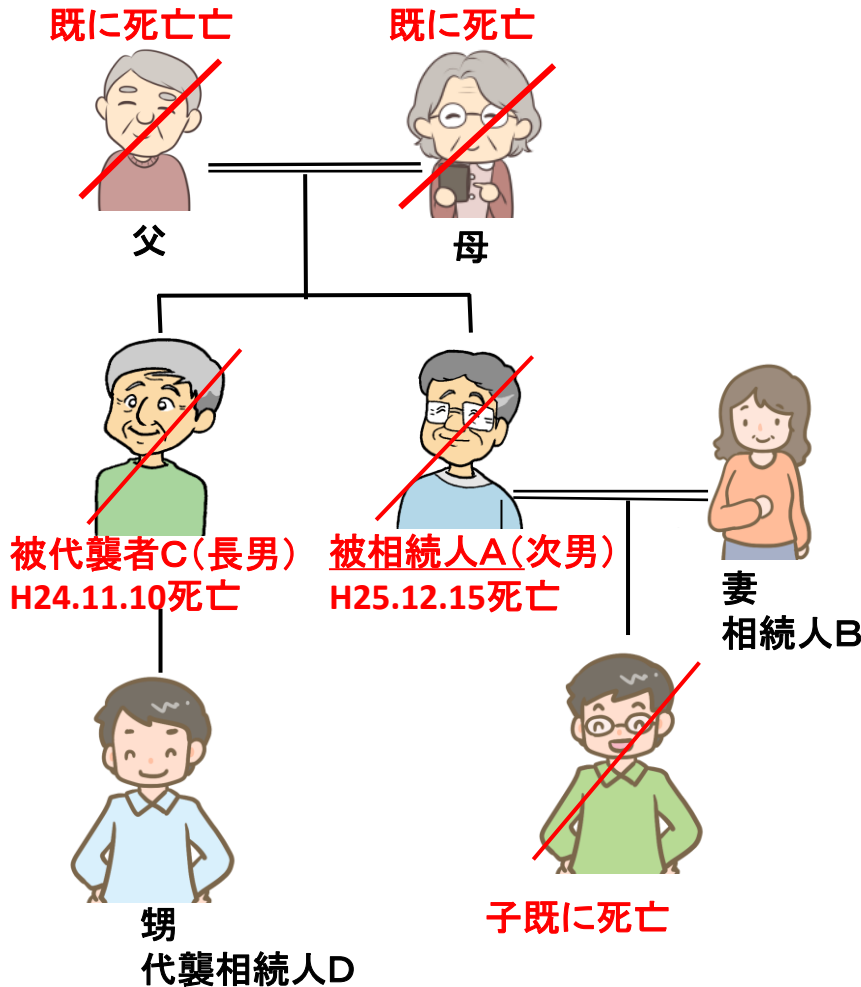 既に死亡亡
既に死亡
父
母
被代襲者C（長男）
H24.11.10死亡
被相続人A（次男）
H25.12.15死亡
妻
相続人B
甥
代襲相続人D
子既に死亡